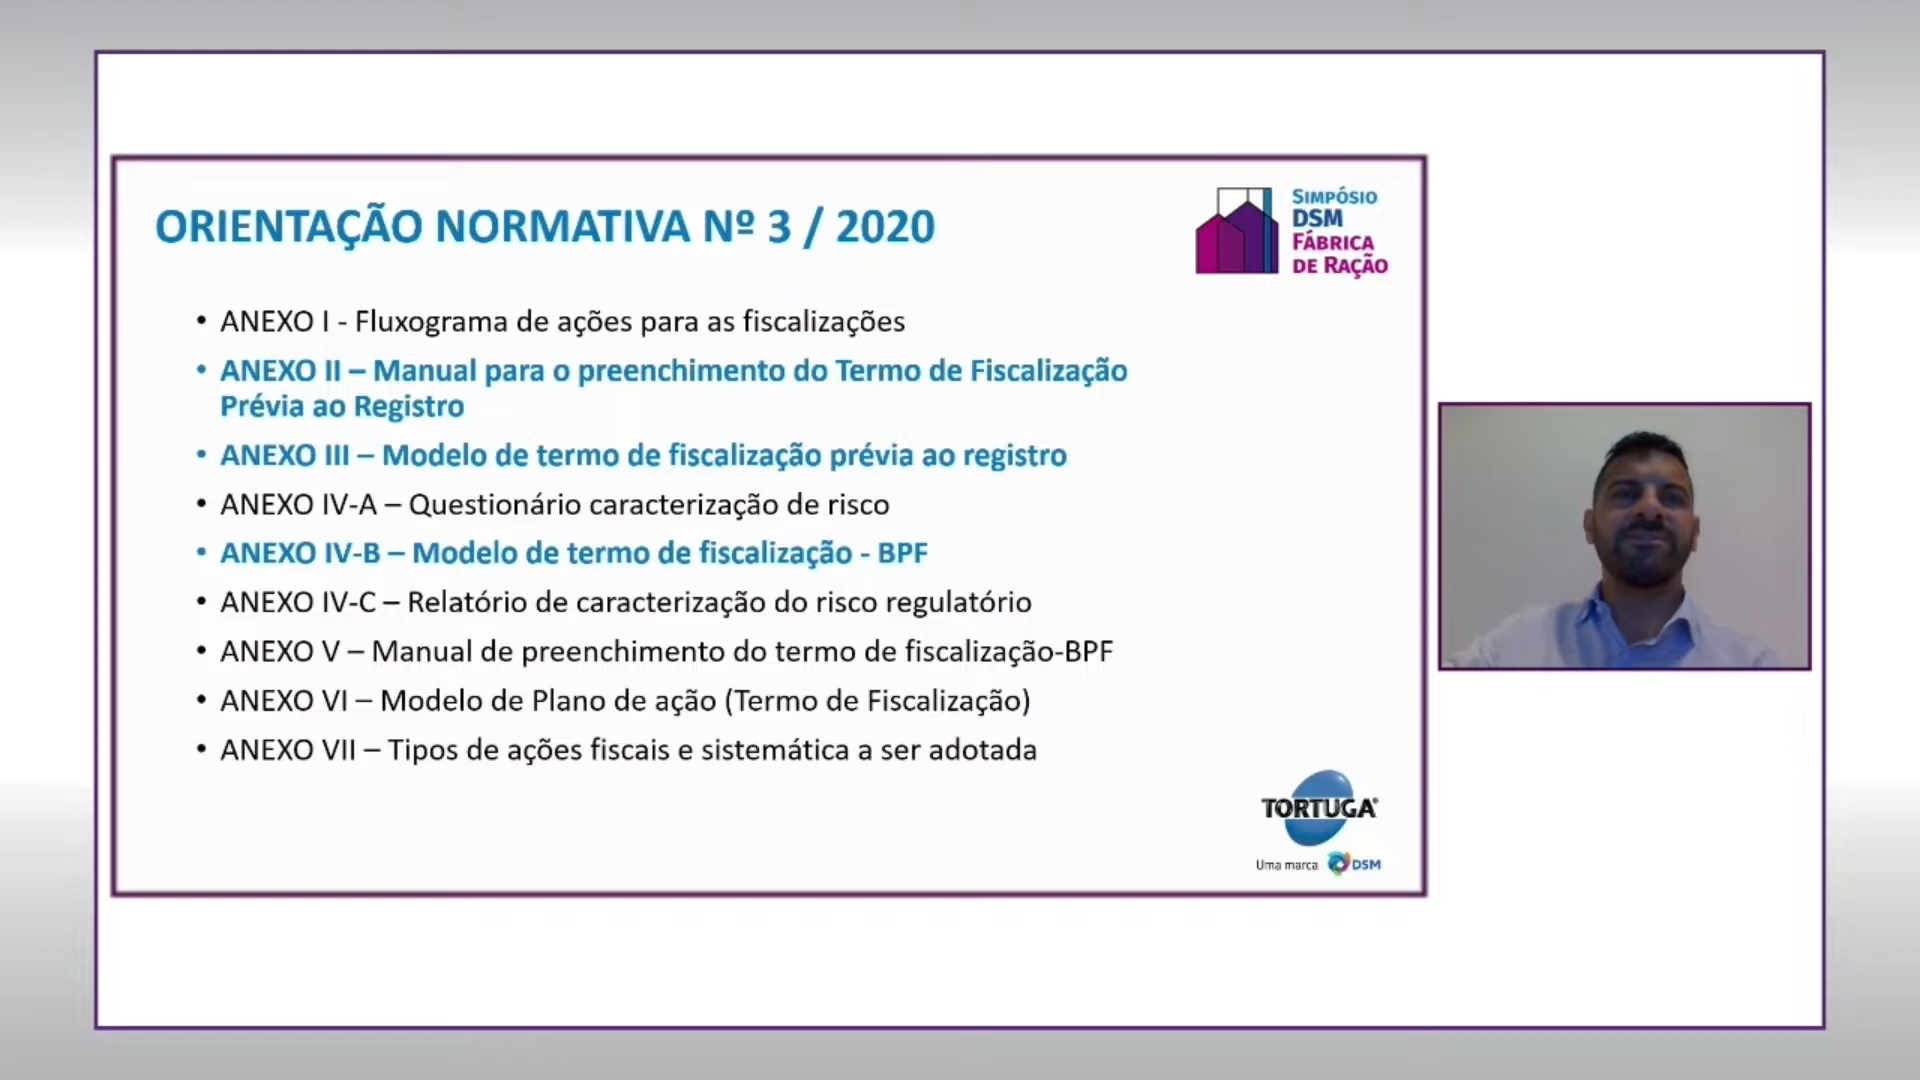 ORIENTAÇÃO NORMATIVA Nº 3 / 2020
SIMPÓSIO
DSM
FÁBRICA
DE RAÇÃO
• ANEXO I - Fluxograma de ações para as fiscalizações
• ANEXO II – Manual para o preenchimento do Termo de Fiscalização
Prévia ao Registro
• ANEXO III – Modelo de termo de fiscalização prévia ao registro
• ANEXO IV-A – Questionário caracterização de risco
• ANEXO IV-B – Modelo de termo de fiscalização - BPF
• ANEXO IV-C – Relatório de caracterização do risco regulatório
• ANEXO V – Manual de preenchimento do termo de fiscalização-BPF
• ANEXO VI – Modelo de Plano de ação (Termo de Fiscalização)
• ANEXO VII – Tipos de ações fiscais e sistemática a ser adotada
TORTUGA®
Uma marca DSM